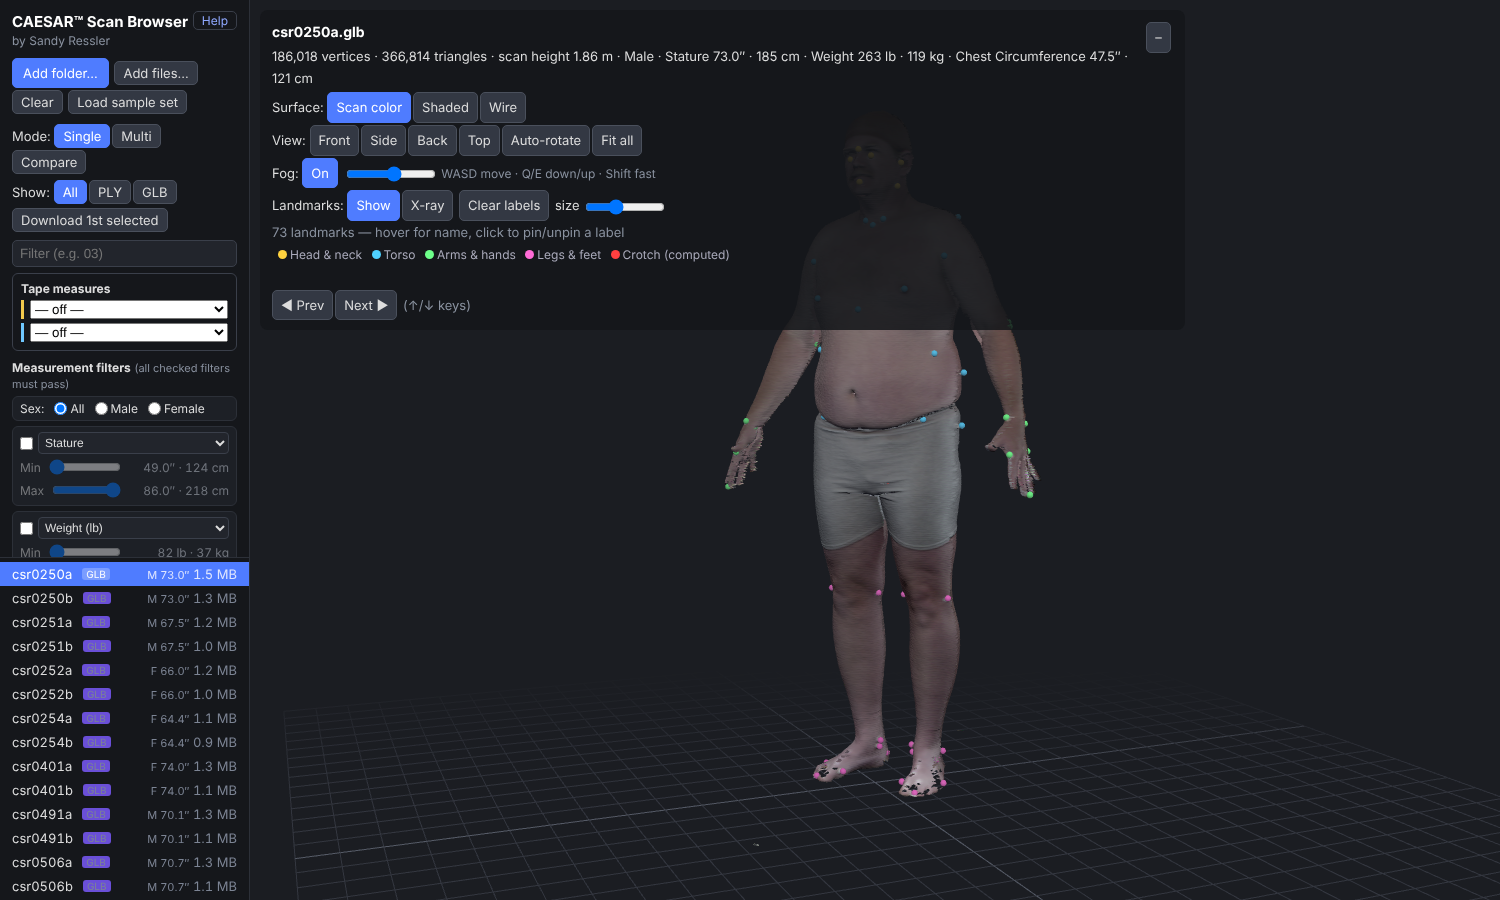 CAESAR™ Scan Browser Help
by Sandy Ressler
Add folder... Add files...
Clear Load sample set
Mode: Single Multi
Compare
Show: All PLY GLB
Download 1st selected
Filter (e.g. 03)
Tape measures
— off —
— off —
Measurement filters (all checked filters
must pass)
Sex: All Male Female
Stature
Min 49.0″ · 124 cm
Max 86.0″ · 218 cm
Weight (lb)
Min 82 lb · 37 kg
csr0250a GLB M 73.0″ 1.5 MB
csr0250b GLB M 73.0″ 1.3 MB
csr0251a GLB M 67.5″ 1.2 MB
csr0251b GLB M 67.5″ 1.0 MB
csr0252a GLB F 66.0″ 1.2 MB
csr0252b GLB F 66.0″ 1.0 MB
csr0254a GLB F 64.4″ 1.1 MB
csr0254b GLB F 64.4″ 0.9 MB
csr0401a GLB F 74.0″ 1.3 MB
csr0401b GLB F 74.0″ 1.1 MB
csr0491a GLB M 70.1″ 1.3 MB
csr0491b GLB M 70.1″ 1.1 MB
csr0506a GLB M 70.7″ 1.3 MB
csr0506b GLB M 70.7″ 1.1 MB
csr0250a.glb
186,018 vertices · 366,814 triangles · scan height 1.86 m · Male · Stature 73.0″ · 185 cm · Weight 263 lb · 119 kg · Chest Circumference 47.5″ ·
121 cm
–
Surface: Scan color Shaded Wire
View: Front Side Back Top Auto-rotate Fit all
Fog: On WASD move · Q/E down/up · Shift fast
Landmarks: Show X-ray Clear labels size
73 landmarks — hover for name, click to pin/unpin a label
Head & neck Torso Arms & hands Legs & feet Crotch (computed)
◀ Prev Next ▶ (↑/↓ keys)